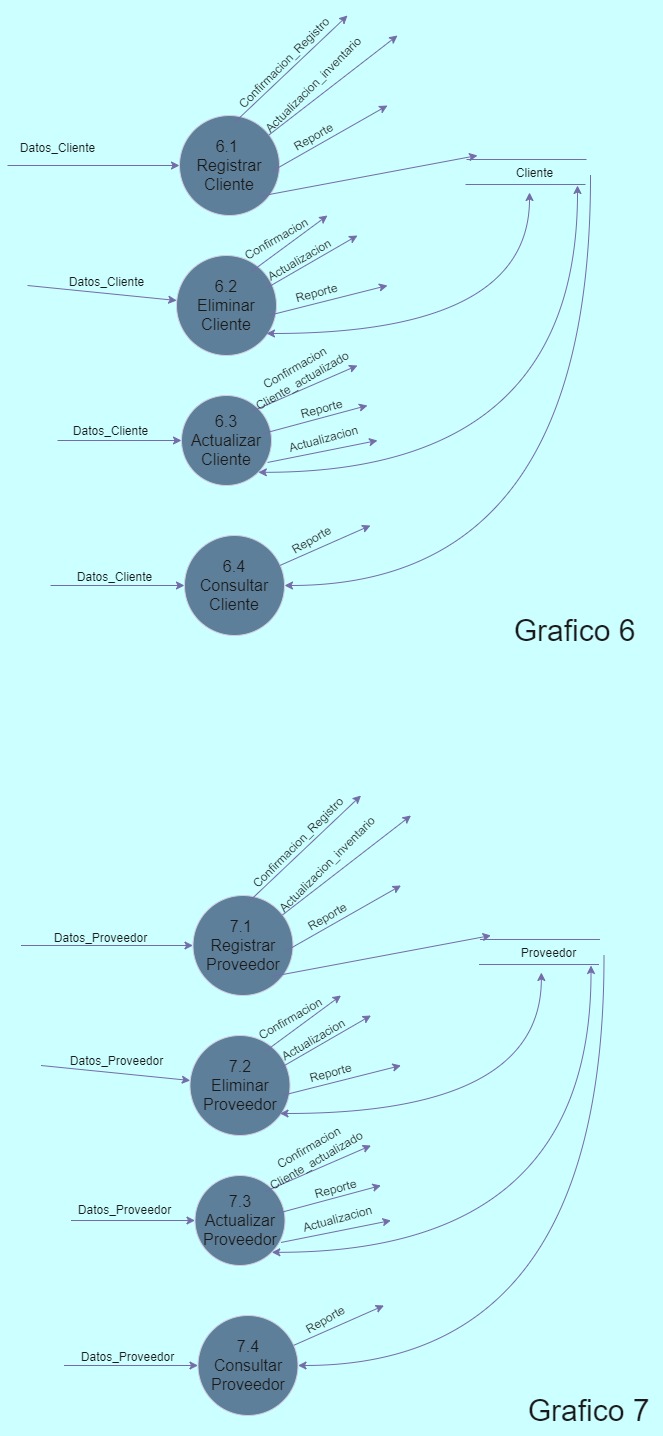 Confirmacion_Registro
Actualizacion_inventario
Reporte
Datos_Cliente
6.1
Registrar
Cliente
Cliente
Confirmacion
Actualizacion
Reporte
Datos_Cliente
6.2
Eliminar
Cliente
Confirmacion
Cliente_actualizado
Reporte
Actualizacion
Datos_Cliente
6.3
Actualizar
Cliente
Reporte
Datos_Cliente
6.4
Consultar
Cliente
Grafico 6
Confirmacion_Registro
Actualizacion_inventario
Reporte
Datos_Proveedor
7.1
Registrar
Proveedor
Proveedor
Confirmacion
Actualizacion
Reporte
Datos_Proveedor
7.2
Eliminar
Proveedor
Confirmacion
Cliente_actualizado
Reporte
Actualizacion
Datos_Proveedor
7.3
Actualizar
Proveedor
Reporte
Datos_Proveedor
7.4
Consultar
Proveedor
Grafico 7